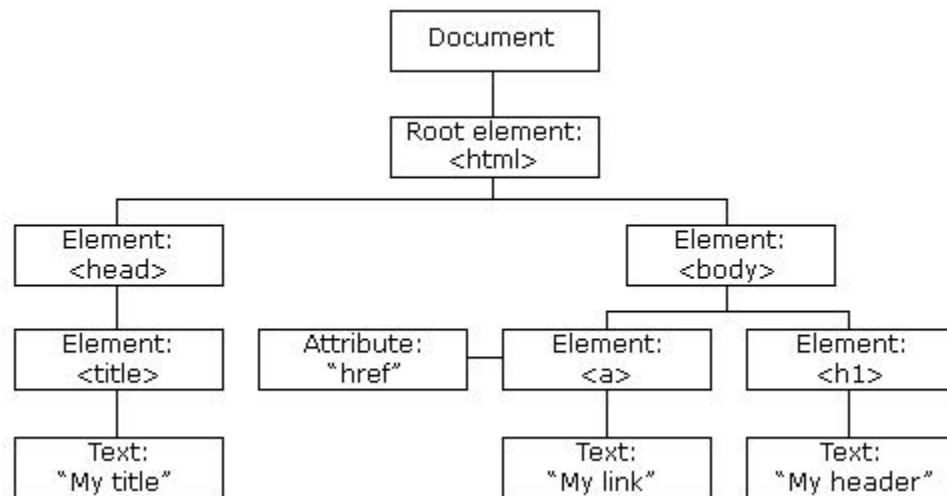 Document
Root element:
<html>
Element:
<head>
Element:
<body>
Element:
<title>
Attribute:
“href”
Element:
<a>
Element:
<h1>
Text:
“My title”
Text:
“My link”
Text:
“My header”